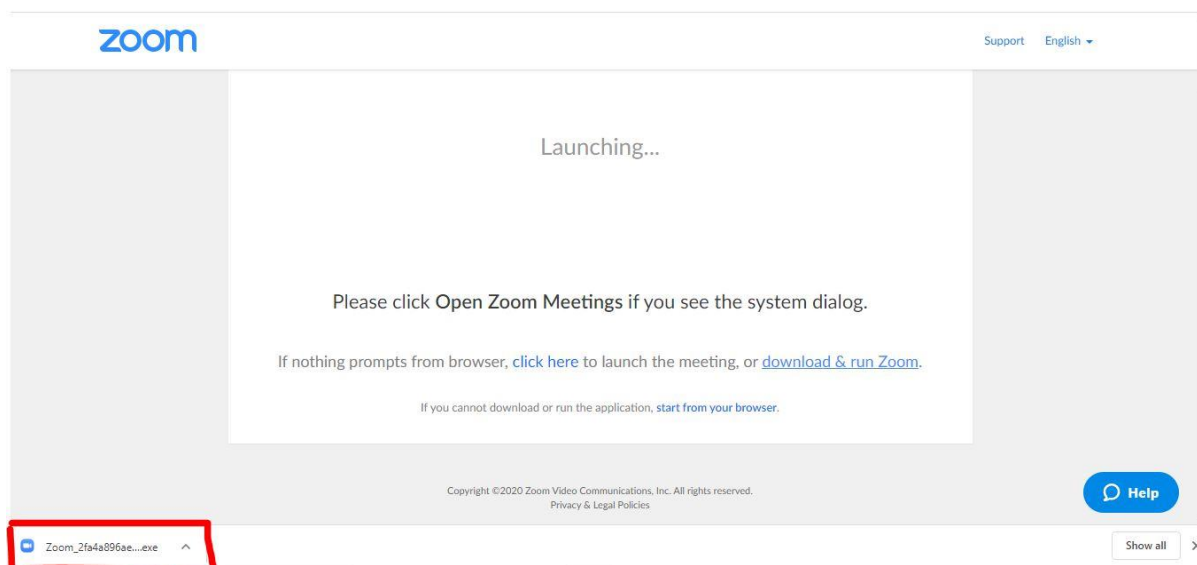 zoom
Support English
Launching...
Please click Open Zoom Meetings if you see the system dialog.
If nothing prompts from browser, click here to launch the meeting, or download & run Zoom.
If you cannot download or run the application, start from your browser.
Copyright ©2020 Zoom Video Communications, Inc. All rights reserved.
Privacy & Legal Policies
Help
Zoom_2fa4a896ae....exe
Show all